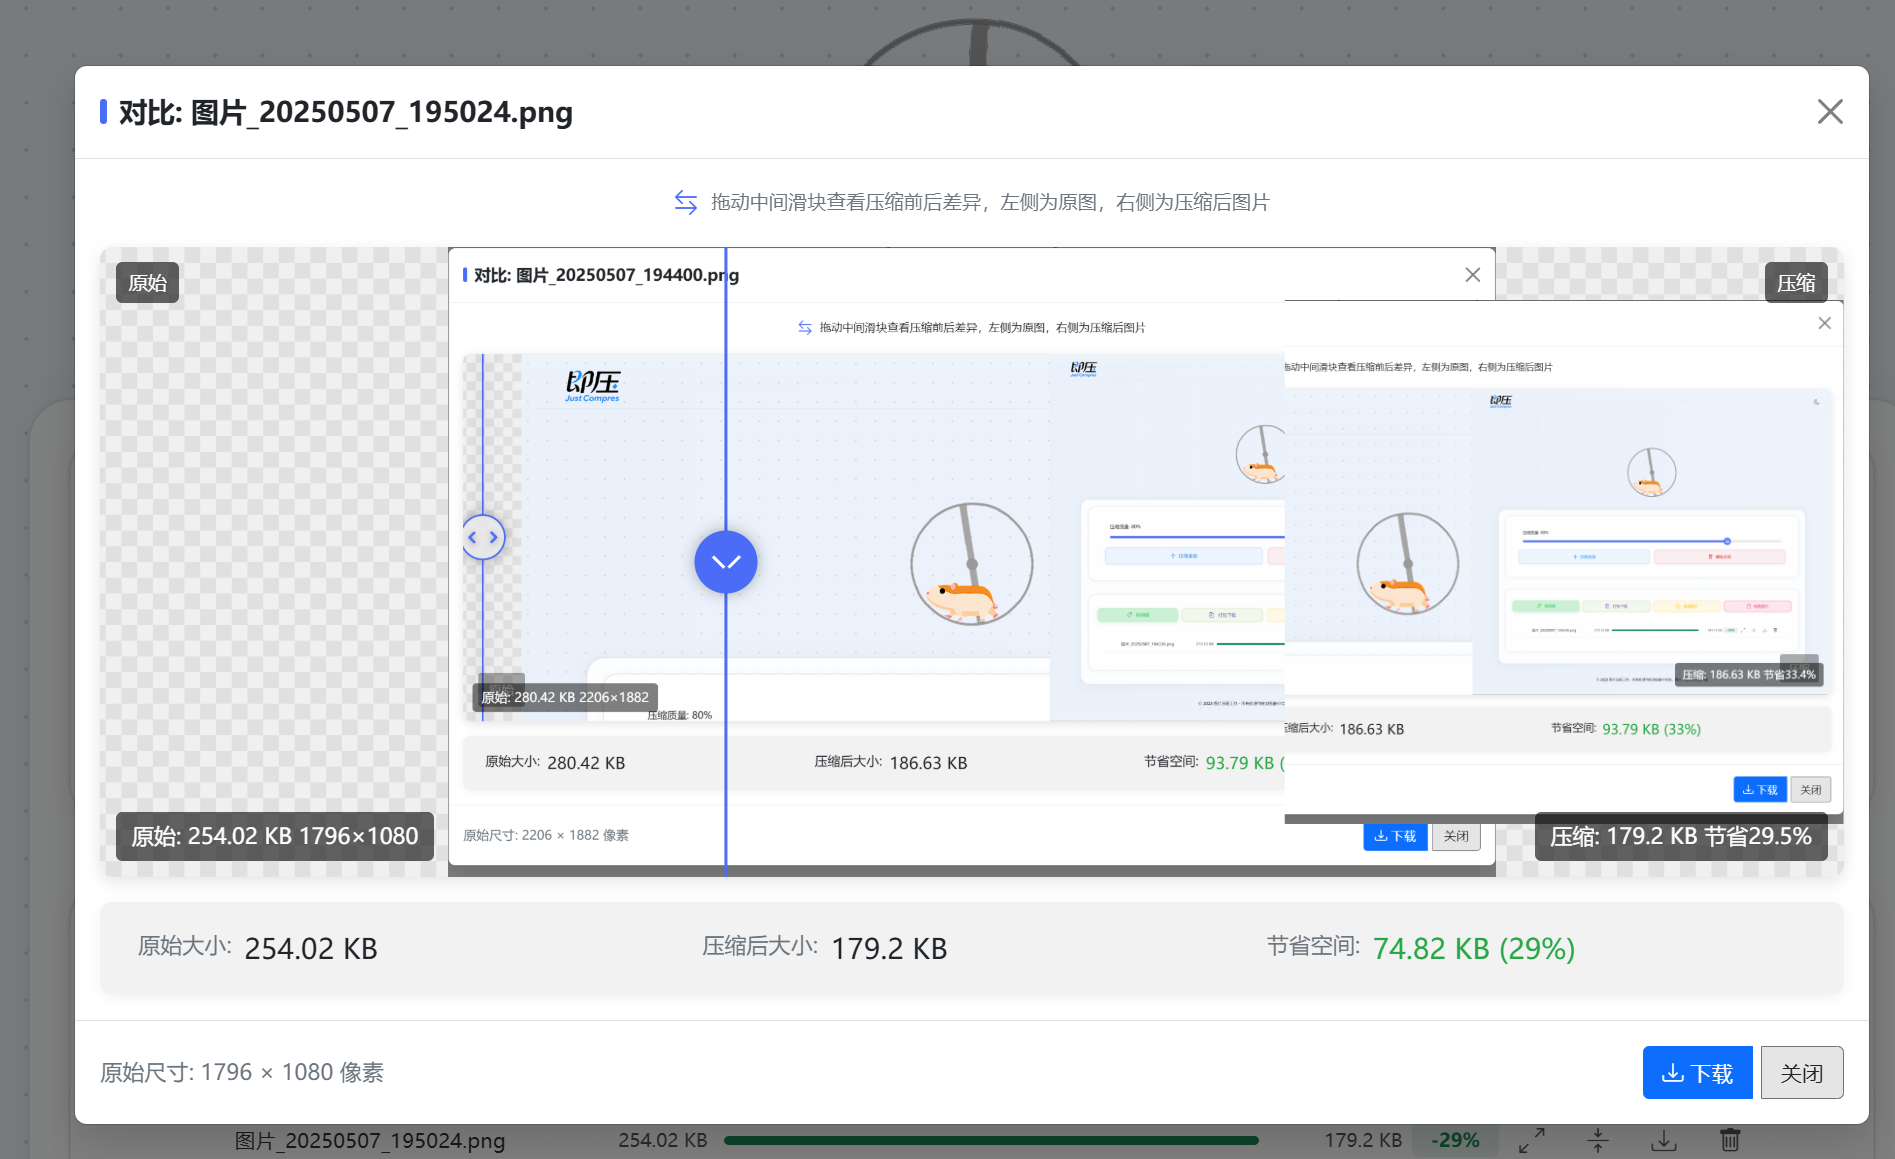 对比: 图片_20250507_195024.png
拖动中间滑块查看压缩前后差异，左侧为原图，右侧为压缩后图片
原始
压缩
对比: 图片_20250507_194400.png
拖动中间滑块查看压缩前后差异，左侧为原图，右侧为压缩后图片
动中间滑块查看压缩前后差异，左侧为原图，右侧为压缩后图片
即压
Just Compres
即压
Just Compres
即压
压缩质量: 80%
原始: 280.42 KB 2206×1882
压缩质量: 80%
压缩: 186.63 KB 节省33.4%
原始大小: 280.42 KB
压缩后大小: 186.63 KB
节省空间: 93.79 KB (
缩后大小: 186.63 KB
节省空间: 93.79 KB (33%)
下载
关闭
原始尺寸: 2206 × 1882 像素
下载
关闭
原始: 254.02 KB 1796×1080
压缩: 179.2 KB 节省29.5%
原始大小: 254.02 KB
压缩后大小: 179.2 KB
节省空间: 74.82 KB (29%)
原始尺寸: 1796 × 1080 像素
下载
关闭
图片_20250507_195024.png
254.02 KB
179.2 KB
-29%